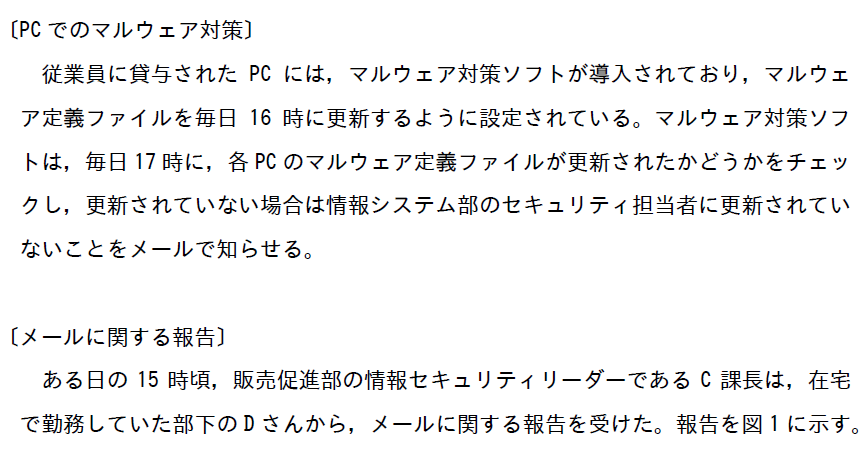 〔PCでのマルウェア対策〕
従業員に貸与された PC には，マルウェア対策ソフトが導入されており，マルウェ
ア定義ファイルを毎日 16 時に更新するように設定されている。マルウェア対策ソフ
トは，毎日17時に，各PCのマルウェア定義ファイルが更新されたかどうかをチェッ
クし，更新されていない場合は情報システム部のセキュリティ担当者に更新されてい
ないことをメールで知らせる。
〔メールに関する報告〕
ある日の 15 時頃，販売促進部の情報セキュリティリーダーである C 課長は，在宅
で勤務していた部下のDさんから，メールに関する報告を受けた。報告を図1に示す。